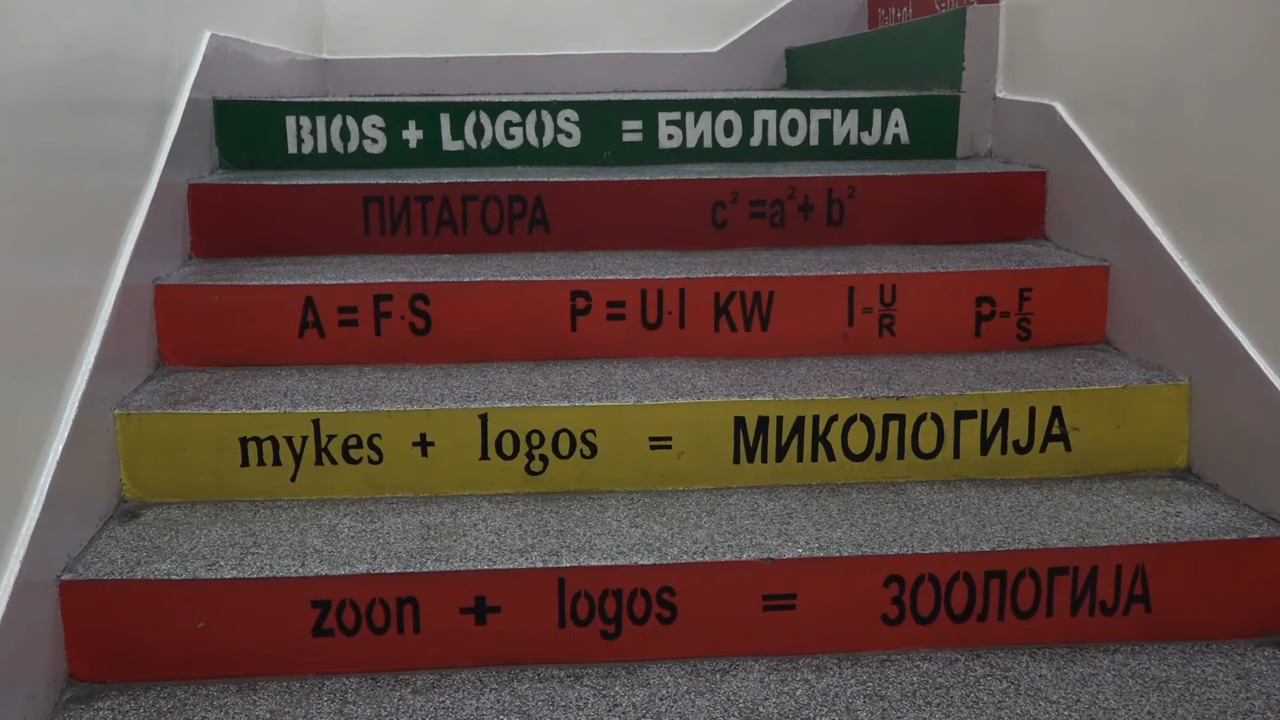 BIOS + LOGOS = БИОЛОГИЈА
ПИТАГОРА c² = a² + b²
A = F·S P = U·I KW I = U/R P = F/S
mykes + logos = МИКОЛОГИЈА
zoon + logos = ЗООЛОГИЈА